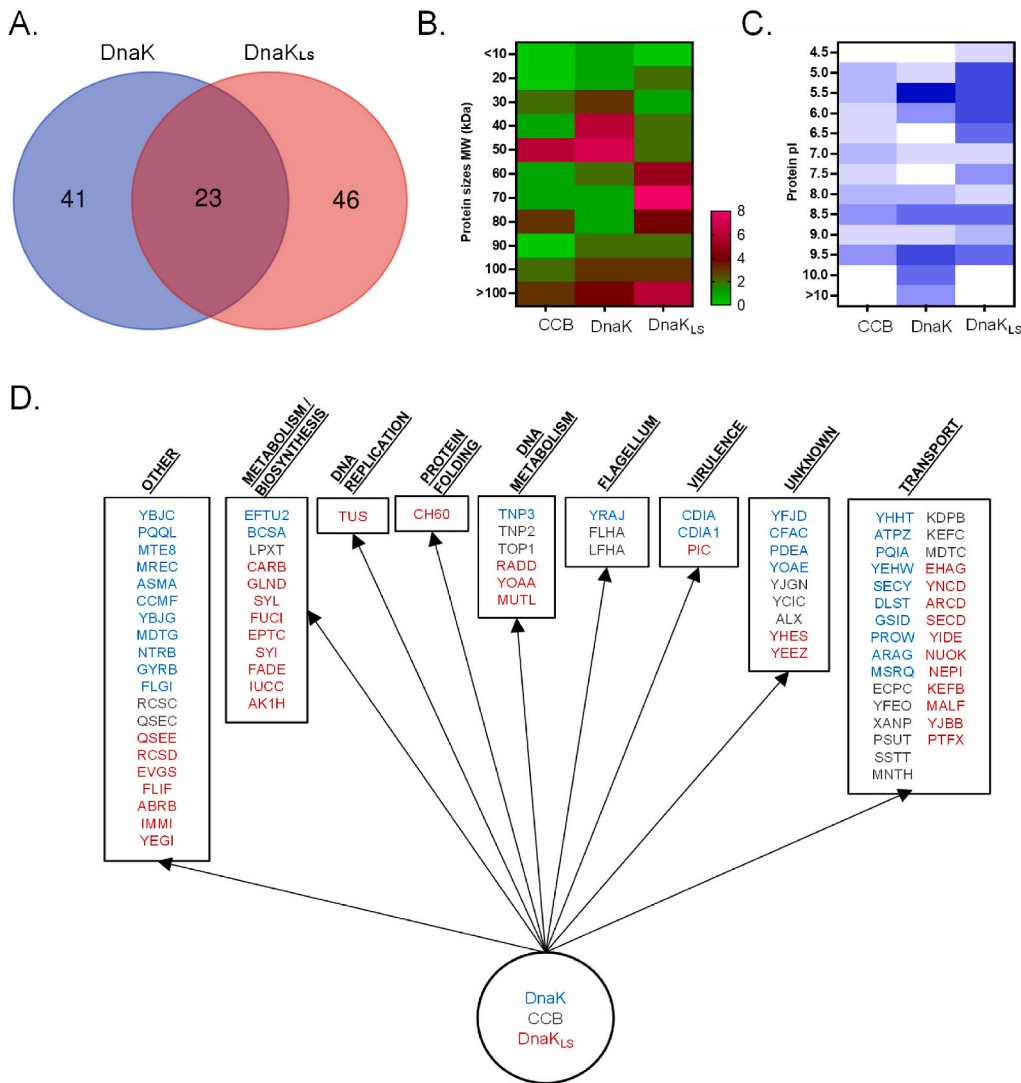 A.
DnaK
DnaKLS
41
23
46
B.
Protein sizes MW (kDa)
<10
20
30
40
50
60
70
80
90
100
>100
CCB
DnaK
DnaKLS
8
6
4
2
0
C.
Protein pI
4.5
5.0
5.5
6.0
6.5
7.0
7.5
8.0
8.5
9.0
9.5
10.0
>10
CCB
DnaK
DnaKLS
D.
OTHER
YBJC
PQQL
MTE8
MREC
ASMA
CCMF
YBJG
MDTG
NTRB
GYRB
FLGI
RCSC
QSEC
QSEE
RCSD
EVGS
FLIF
ABRB
IMMI
YEGI
METABOLISM /
BIOSYNTHESIS
EFTU2
BCSA
LPXT
CARB
GLND
SYL
FUCI
EPTC
SYI
FADE
IUCC
AK1H
DNA
REPLICATION
TUS
PROTEIN
FOLDING
CH60
DNA
METABOLISM
TNP3
TNP2
TOP1
RADD
YOAA
MUTL
FLAGELLUM
YRAJ
FLHA
LFHA
VIRULENCE
CDIA
CDIA1
PIC
UNKNOWN
YFJD
CFAC
PDEA
YOAE
YJGN
YCIC
ALX
YHES
YEEZ
TRANSPORT
YHHT
ATPZ
PQIA
YEHW
SECY
DLST
GSID
PROW
ARAG
MSRQ
ECPC
YFEO
XANP
PSUT
SSTT
MNTH
KDPB
KEFC
MDTC
EHAG
YNCD
ARCD
SECD
YIDE
NUOK
NEPI
KEFB
MALF
YJBB
PTFX
DnaK
CCB
DnaKLS